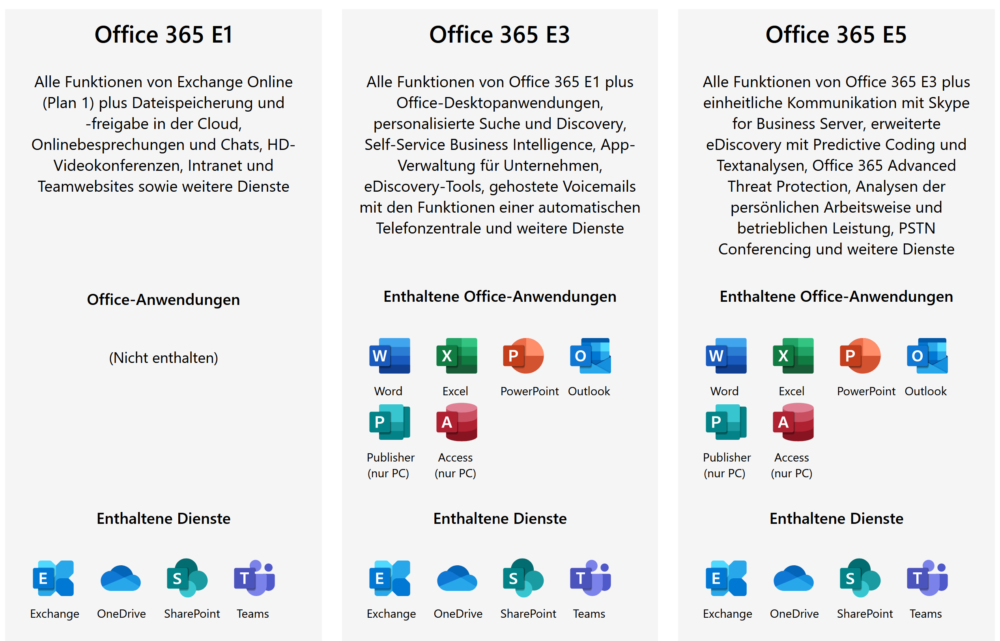 Office 365 E1
Alle Funktionen von Exchange Online
(Plan 1) plus Dateispeicherung und
-freigabe in der Cloud,
Onlinebesprechungen und Chats, HD-
Videokonferenzen, Intranet und
Teamwebsites sowie weitere Dienste
Office-Anwendungen
(Nicht enthalten)
Enthaltene Dienste
E
S
T
Exchange OneDrive SharePoint Teams
Office 365 E3
Alle Funktionen von Office 365 E1 plus
Office-Desktopanwendungen,
personalisierte Suche und Discovery,
Self-Service Business Intelligence, App-
Verwaltung für Unternehmen,
eDiscovery-Tools, gehostete Voicemails
mit den Funktionen einer automatischen
Telefonzentrale und weitere Dienste
Enthaltene Office-Anwendungen
W X P O
Word Excel PowerPoint Outlook
P A
Publisher Access
(nur PC) (nur PC)
Enthaltene Dienste
E S T
Exchange OneDrive SharePoint Teams
Office 365 E5
Alle Funktionen von Office 365 E3 plus
einheitliche Kommunikation mit Skype
for Business Server, erweiterte
eDiscovery mit Predictive Coding und
Textanalysen, Office 365 Advanced
Threat Protection, Analysen der
persönlichen Arbeitsweise und
betrieblichen Leistung, PSTN
Conferencing und weitere Dienste
Enthaltene Office-Anwendungen
W X P O
Word Excel PowerPoint Outlook
P A
Publisher Access
(nur PC) (nur PC)
Enthaltene Dienste
E S T
Exchange OneDrive SharePoint Teams